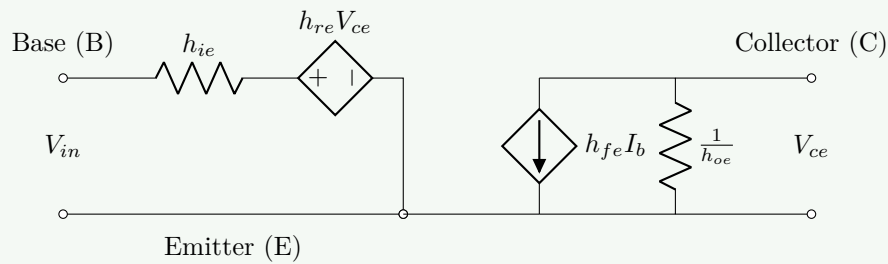 h_{re}V_{ce}
Base (B)
h_{ie}
Collector (C)
+ −
V_{in}
h_{fe}I_b
\frac{1}{h_{oe}}
V_{ce}
Emitter (E)